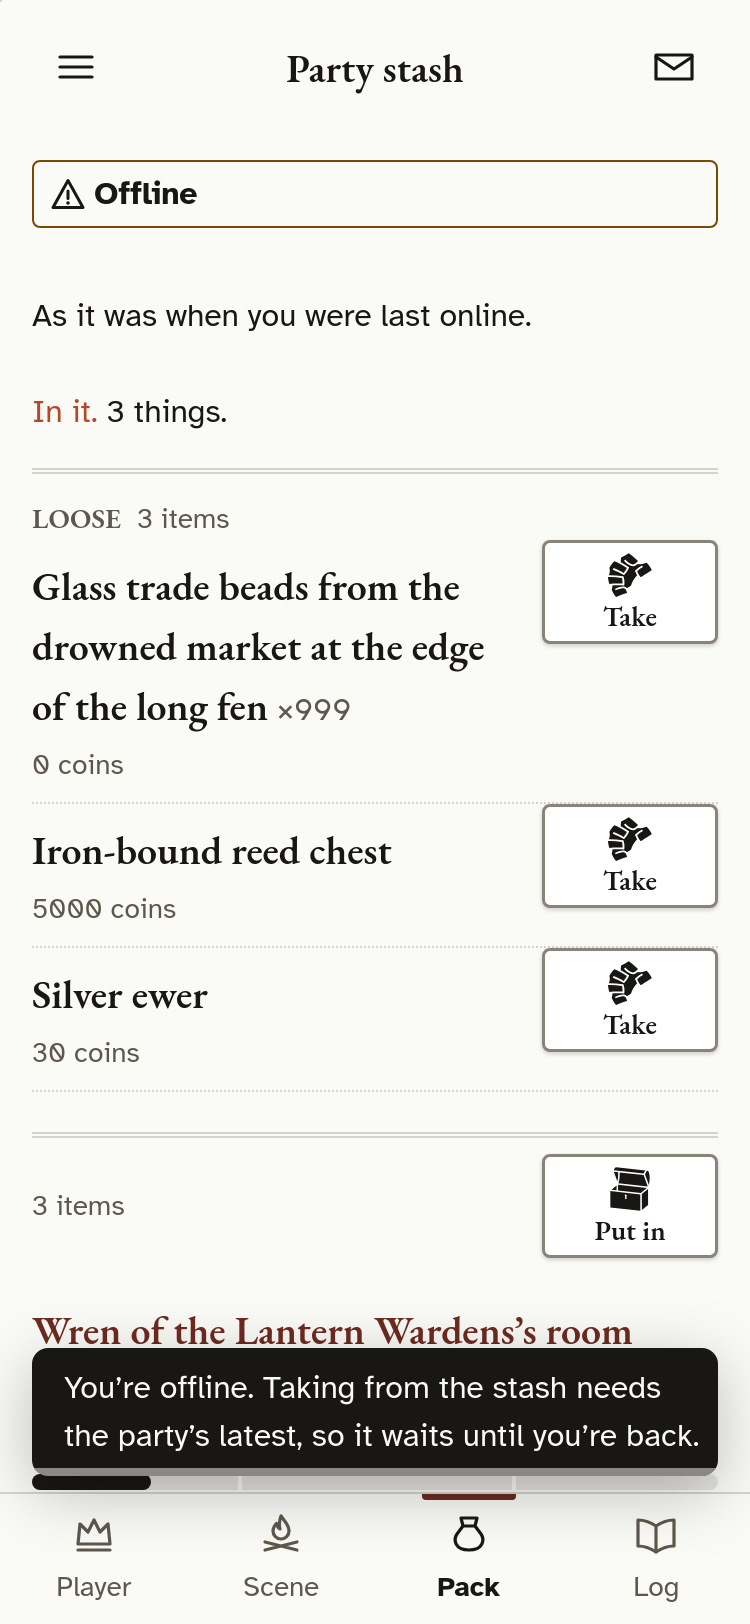 Party stash
Offline
As it was when you were last online.
In it. 3 things.
LOOSE 3 items
Glass trade beads from the
drowned market at the edge
of the long fen ×999
0 coins
Take
Iron-bound reed chest
5000 coins
Take
Silver ewer
30 coins
Take
3 items
Put in
Wren of the Lantern Wardens’s room
You’re offline. Taking from the stash needs
the party’s latest, so it waits until you’re back.
Player
Scene
Pack
Log